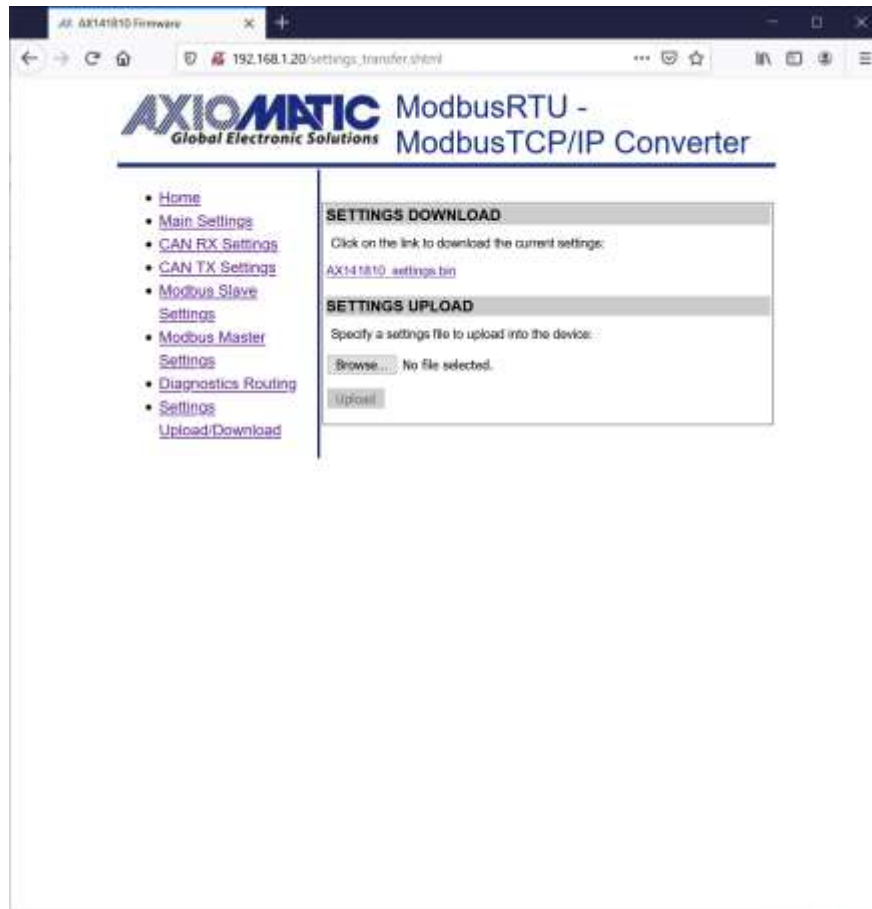 AX141810 Firmware
192.168.1.20/settings_transfer.shtml
AXIOMATIC
Global Electronic Solutions
ModbusRTU -
ModbusTCP/IP Converter
Home
Main Settings
CAN RX Settings
CAN TX Settings
Modbus Slave
Settings
Modbus Master
Settings
Diagnostics Routing
Settings
Upload/Download
SETTINGS DOWNLOAD
Click on the link to download the current settings:
AX141810_settings.bin
SETTINGS UPLOAD
Specify a settings file to upload into the device:
Browse... No file selected.
Upload